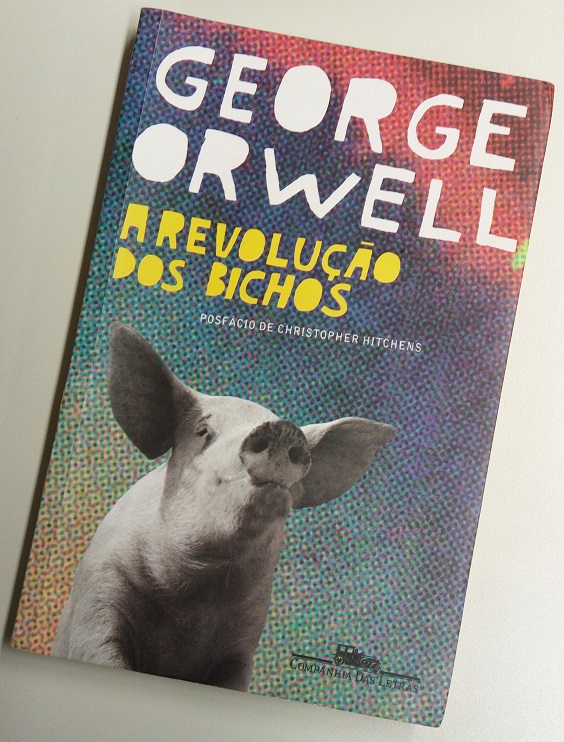 GEORGE
ORWELL
A REVOLUÇÃO
DOS BICHOS
POSFÁCIO DE CHRISTOPHER HITCHENS
COMPANHIA DAS LETRAS